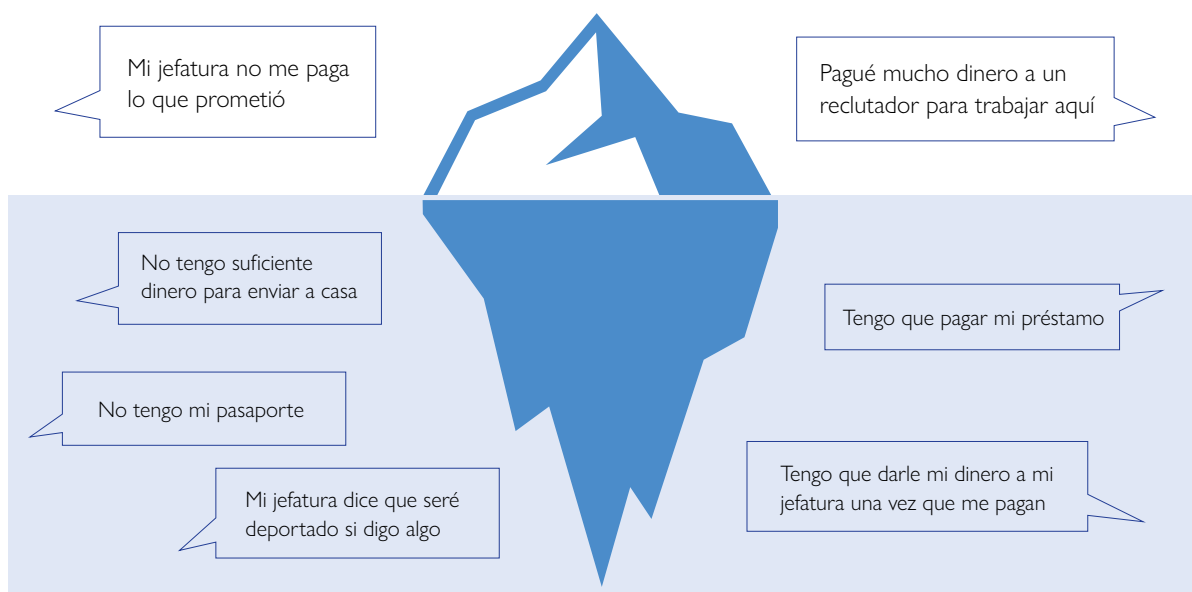 Mi jefatura no me paga
lo que prometió
Pagué mucho dinero a un
reclutador para trabajar aquí
No tengo suficiente
dinero para enviar a casa
Tengo que pagar mi préstamo
No tengo mi pasaporte
Tengo que darle mi dinero a mi
jefatura una vez que me pagan
Mi jefatura dice que seré
deportado si digo algo